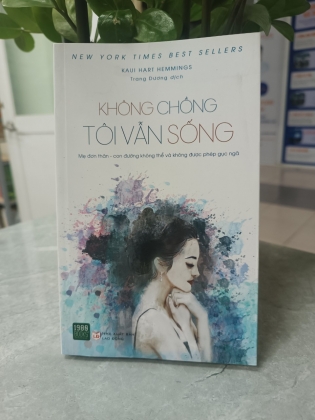 NEW YORK TIMES BEST SELLERS
KAUI HART HEMMINGS
Trang Dương dịch
KHÔNG CHỒNG
TÔI VẪN SỐNG
Mẹ đơn thân - con đường không thể và không được phép gục ngã
1980
BOOKS